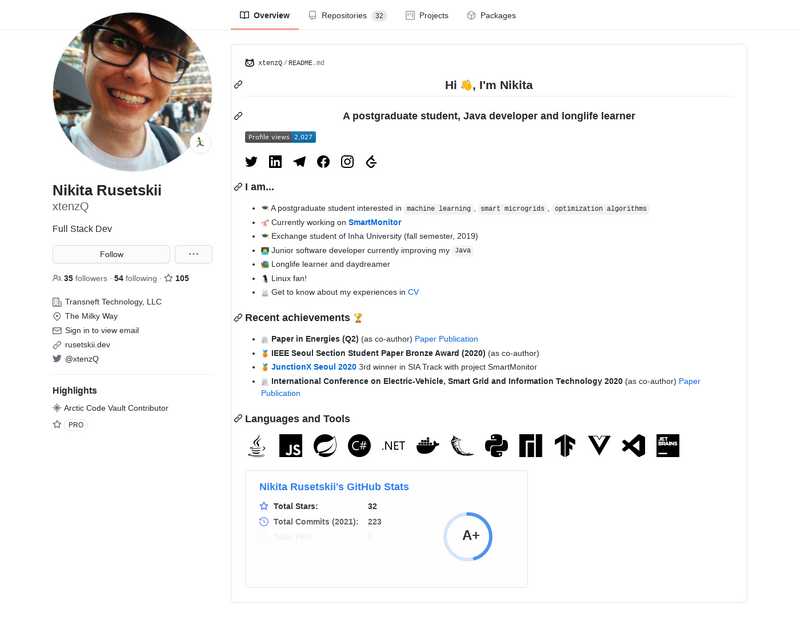 Overview
Repositories 32
Projects
Packages
xtenzQ/README.md
Hi 👋, I'm Nikita
A postgraduate student, Java developer and longlife learner
Profile views 2,027
I am...
A postgraduate student interested in machine learning, smart microgrids, optimization algorithms
Currently working on SmartMonitor
Exchange student of Inha University (fall semester, 2019)
Junior software developer currently improving my Java
Longlife learner and daydreamer
Linux fan!
Get to know about my experiences in CV
Recent achievements 🏆
Paper in Energies (Q2) (as co-author) Paper Publication
IEEE Seoul Section Student Paper Bronze Award (2020) (as co-author)
JunctionX Seoul 2020 3rd winner in SIA Track with project SmartMonitor
International Conference on Electric-Vehicle, Smart Grid and Information Technology 2020 (as co-author) Paper
Publication
Languages and Tools
JS
C#
.NET
JET
BRAINS
Nikita Rusetskii's GitHub Stats
Total Stars: 32
Total Commits (2021): 223
A+
Nikita Rusetskii
xtenzQ
Full Stack Dev
Follow
35 followers · 54 following · 105
Transneft Technology, LLC
The Milky Way
Sign in to view email
rusetskii.dev
@xtenzQ
Highlights
Arctic Code Vault Contributor
PRO